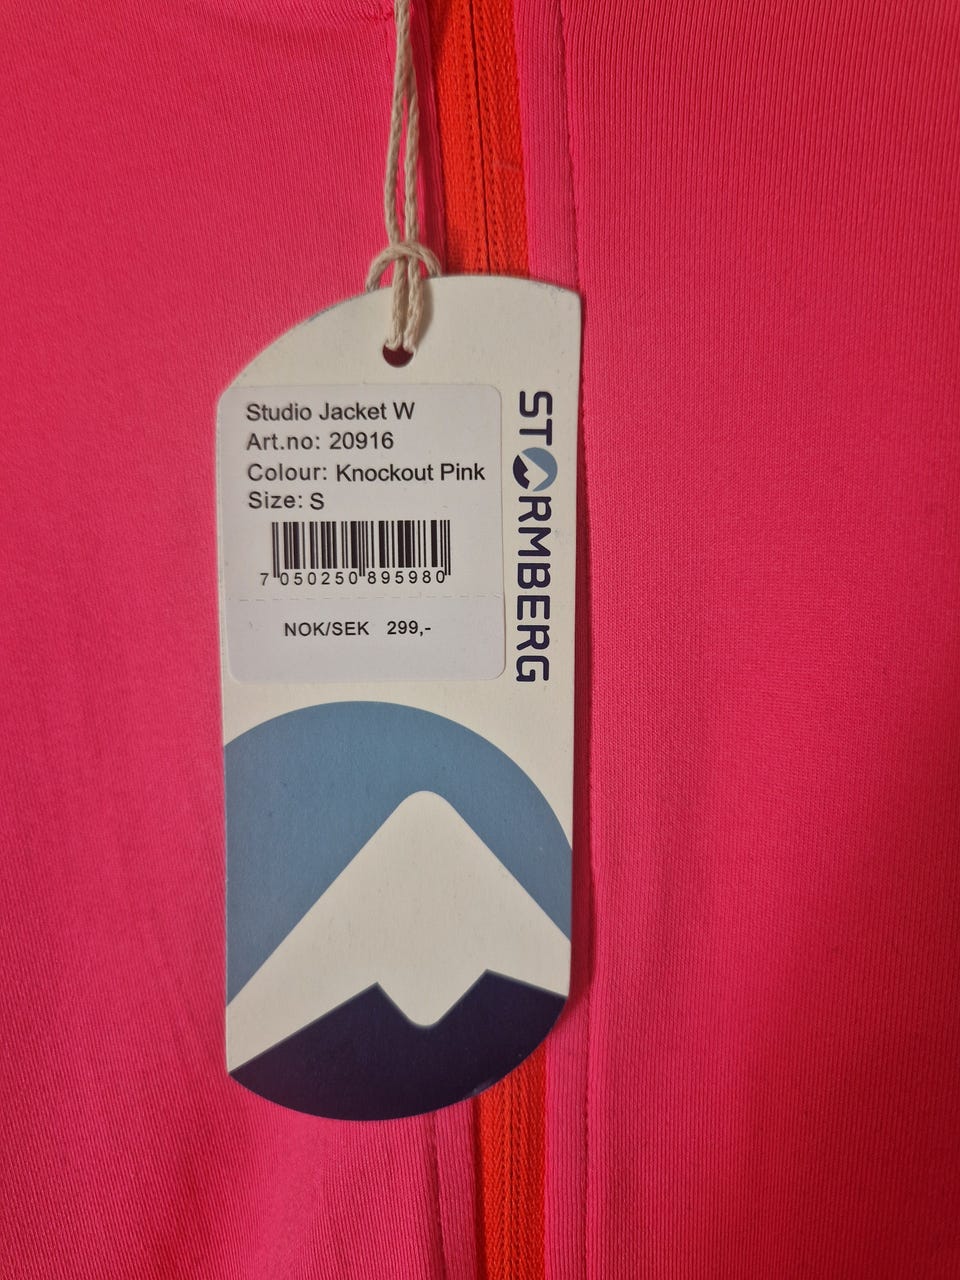 Studio Jacket W
Art.no: 20916
Colour: Knockout Pink
Size: S
7 050250 895980
NOK/SEK 299,-
STORMBERG